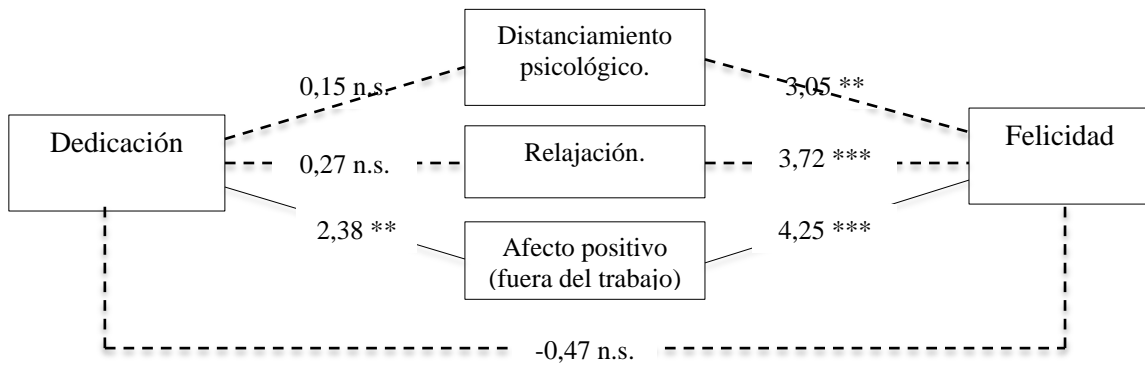 Distanciamiento
psicológico.
0,15 n.s.
3,05 **
Dedicación
Felicidad
Relajación.
0,27 n.s.
3,72 ***
2,38 **
4,25 ***
Afecto positivo
(fuera del trabajo)
-0,47 n.s.